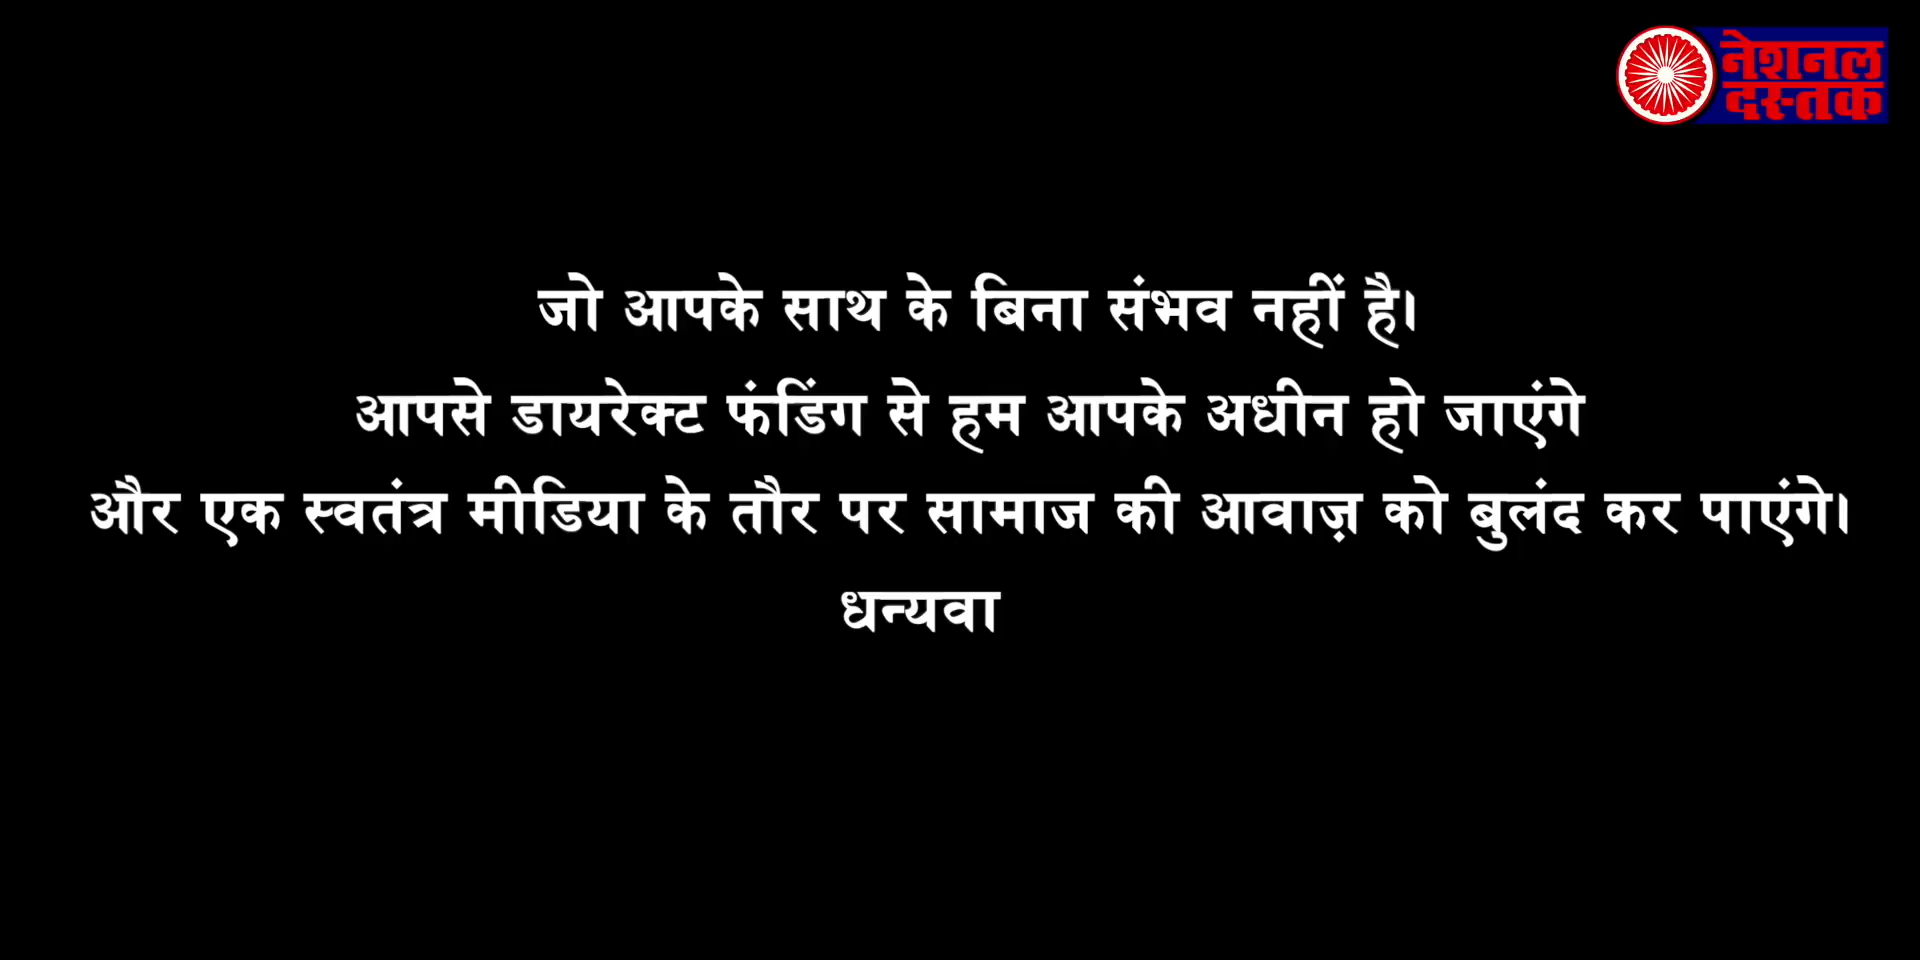 नेशनल
दस्तक
जो आपके साथ के बिना संभव नहीं है।
आपसे डायरेक्ट फंडिंग से हम आपके अधीन हो जाएंगे
और एक स्वतंत्र मीडिया के तौर पर सामाज की आवाज़ को बुलंद कर पाएंगे।
धन्यवा